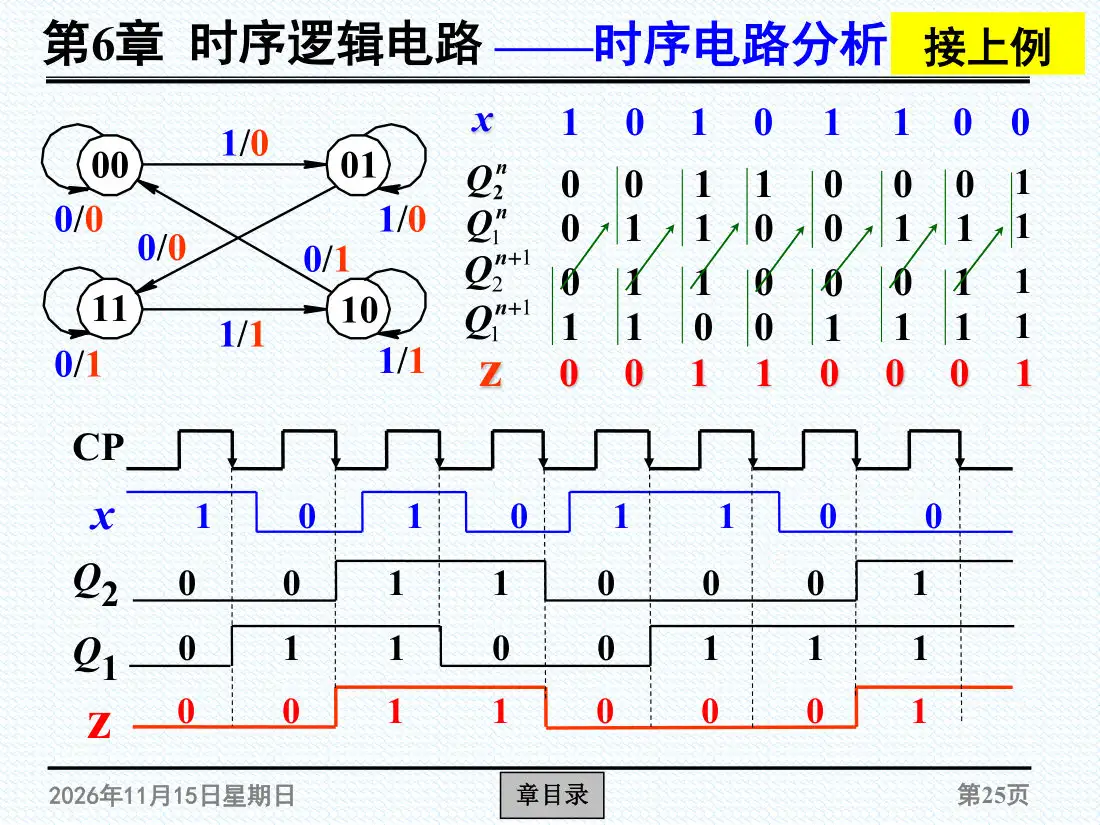 第6章 时序逻辑电路 ——时序电路分析 接上例
00 1/0 01
0/0 1/0
0/0 0/1
11 10
1/1
0/1 1/1
x 1 0 1 0 1 1 0 0
Q₂ⁿ 0 0 1 1 0 0 0 1
Q₁ⁿ 0 1 1 0 0 1 1 1
Q₂ⁿ⁺¹ 0 1 1 0 0 0 1 1
Q₁ⁿ⁺¹ 1 1 0 0 1 1 1 1
z 0 0 1 1 0 0 0 1
CP
x 1 0 1 0 1 1 0 0
Q₂ 0 0 1 1 0 0 0 1
Q₁ 0 1 1 0 0 1 1 1
z 0 0 1 1 0 0 0 1
2026年11月15日星期日 章目录 第25页